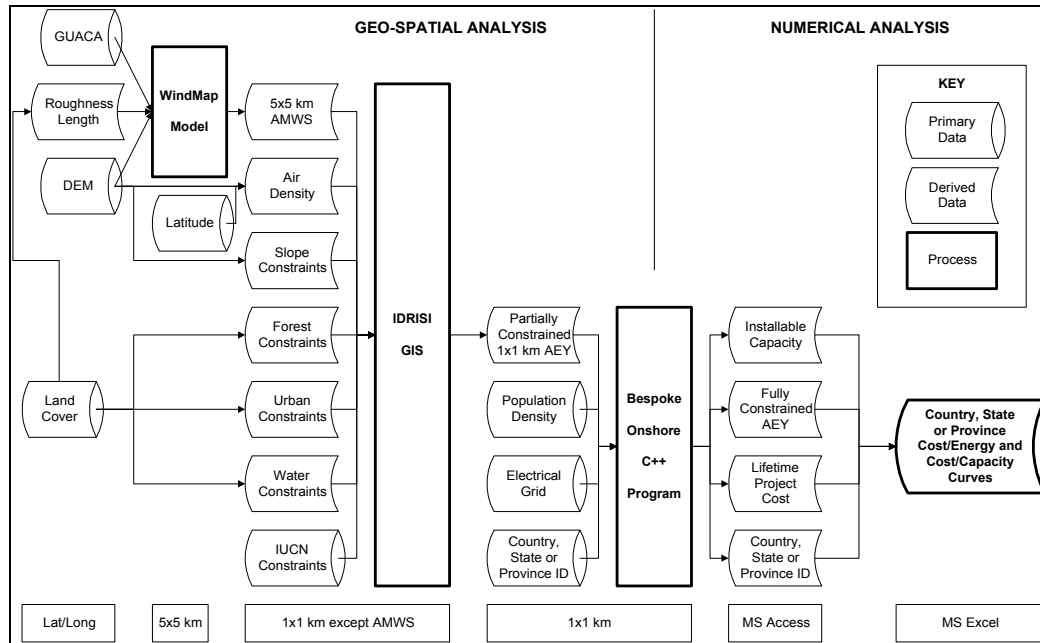 GEO-SPATIAL ANALYSIS
NUMERICAL ANALYSIS
GUACA
Roughness
Length
DEM
Land
Cover
WindMap
Model
Latitude
5x5 km
AMWS
Air
Density
Slope
Constraints
Forest
Constraints
Urban
Constraints
Water
Constraints
IUCN
Constraints
IDRISI
GIS
Partially
Constrained
1x1 km AEY
Population
Density
Electrical
Grid
Country,
State or
Province ID
Bespoke
Onshore
C++
Program
Installable
Capacity
Fully
Constrained
AEY
Lifetime
Project
Cost
Country,
State or
Province ID
KEY
Primary
Data
Derived
Data
Process
Country, State
or Province
Cost/Energy and
Cost/Capacity
Curves
Lat/Long
5x5 km
1x1 km except AMWS
1x1 km
MS Access
MS Excel